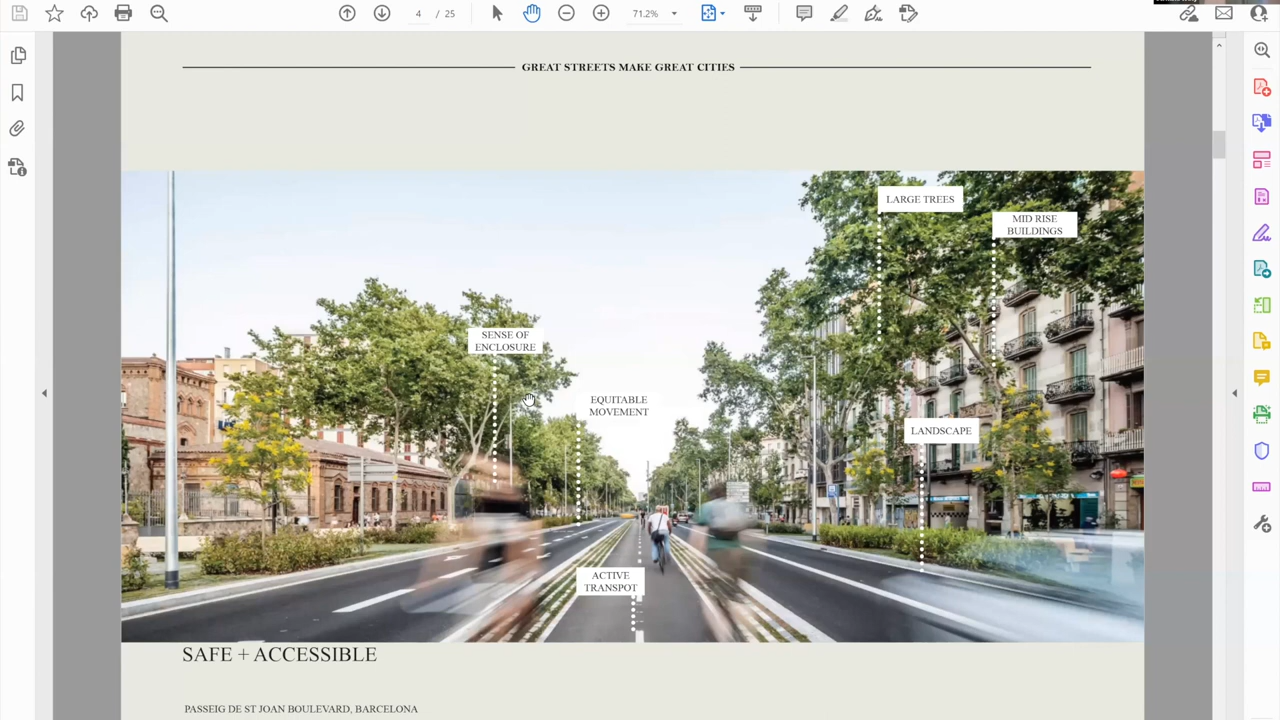 4 / 25
71.2%
GREAT STREETS MAKE GREAT CITIES
LARGE TREES
MID RISE
BUILDINGS
SENSE OF
ENCLOSURE
EQUITABLE
MOVEMENT
LANDSCAPE
ACTIVE
TRANSPOT
SAFE + ACCESSIBLE
PASSEIG DE ST JOAN BOULEVARD, BARCELONA